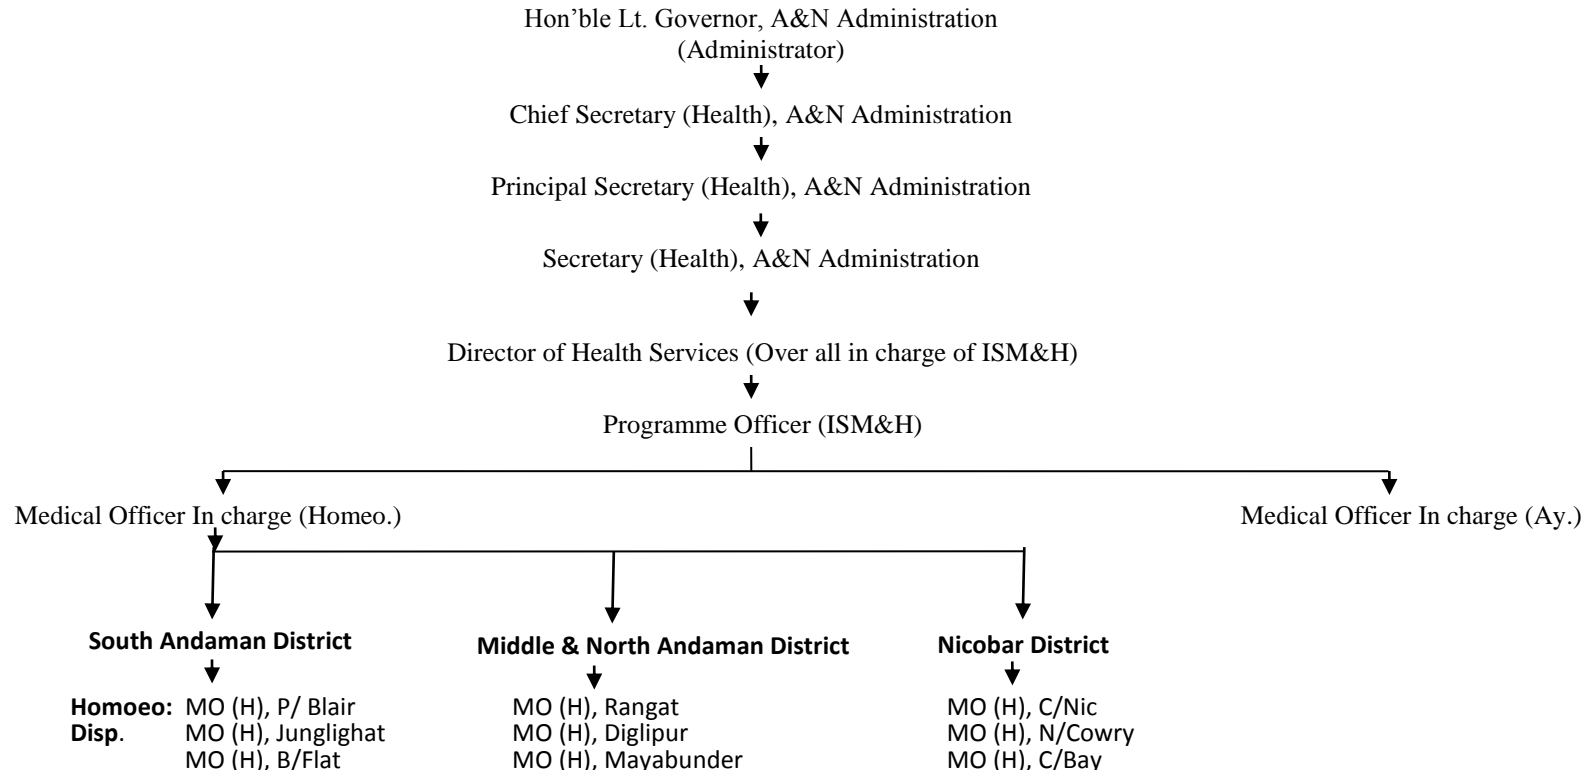 Hon’ble Lt. Governor, A&N Administration
(Administrator)
Chief Secretary (Health), A&N Administration
Principal Secretary (Health), A&N Administration
Secretary (Health), A&N Administration
Director of Health Services (Over all in charge of ISM&H)
Programme Officer (ISM&H)
Medical Officer In charge (Homeo.)
Medical Officer In charge (Ay.)
South Andaman District
Homoeo: MO (H), P/ Blair
Disp. MO (H), Junglighat
MO (H), B/Flat
Middle & North Andaman District
MO (H), Rangat
MO (H), Diglipur
MO (H), Mayabunder
Nicobar District
MO (H), C/Nic
MO (H), N/Cowry
MO (H), C/Bay